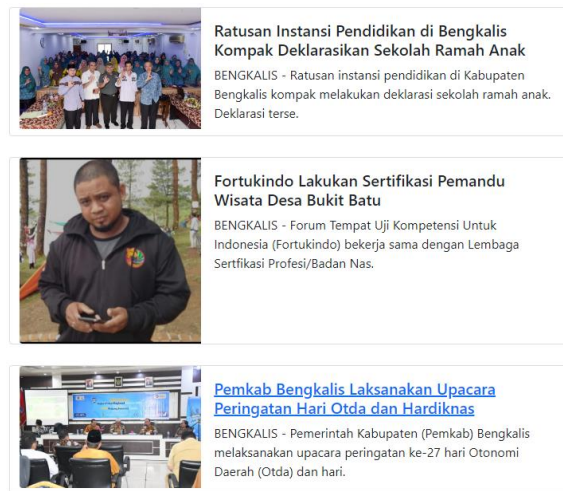 Ratusan Instansi Pendidikan di Bengkalis
Kompak Deklarasikan Sekolah Ramah Anak
BENGKALIS - Ratusan instansi pendidikan di Kabupaten
Bengkalis kompak melakukan deklarasi sekolah ramah anak.
Deklarasi terse.
Fortukindo Lakukan Sertifikasi Pemandu
Wisata Desa Bukit Batu
BENGKALIS - Forum Tempat Uji Kompetensi Untuk
Indonesia (Fortukindo) bekerja sama dengan Lembaga
Sertfikasi Profesi/Badan Nas.
Pemkab Bengkalis Laksanakan Upacara
Peringatan Hari Otda dan Hardiknas
BENGKALIS - Pemerintah Kabupaten (Pemkab) Bengkalis
melaksanakan upacara peringatan ke-27 hari Otonomi
Daerah (Otda) dan hari.